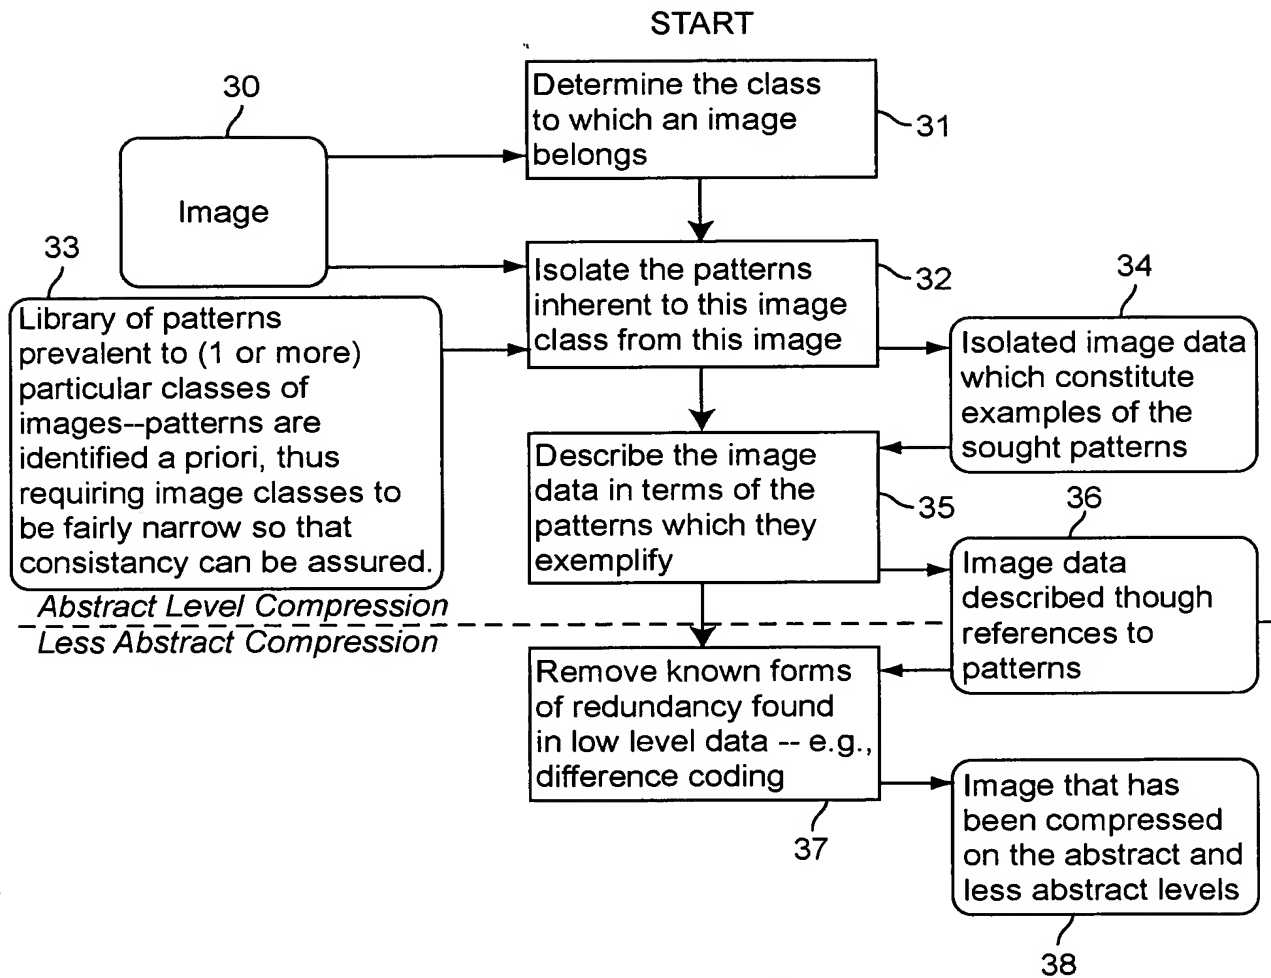 START
30
Determine the class
to which an image
belongs
31
Image
33
Isolate the patterns
inherent to this image
class from this image
32
34
Library of patterns
prevalent to (1 or more)
particular classes of
images--patterns are
identified a priori, thus
requiring image classes to
be fairly narrow so that
consistancy can be assured.
Isolated image data
which constitute
examples of the
sought patterns
Describe the image
data in terms of the
patterns which they
exemplify
35
36
Image data
described though
references to
patterns
Abstract Level Compression
Less Abstract Compression
Remove known forms
of redundancy found
in low level data -- e.g.,
difference coding
37
Image that has
been compressed
on the abstract and
less abstract levels
38